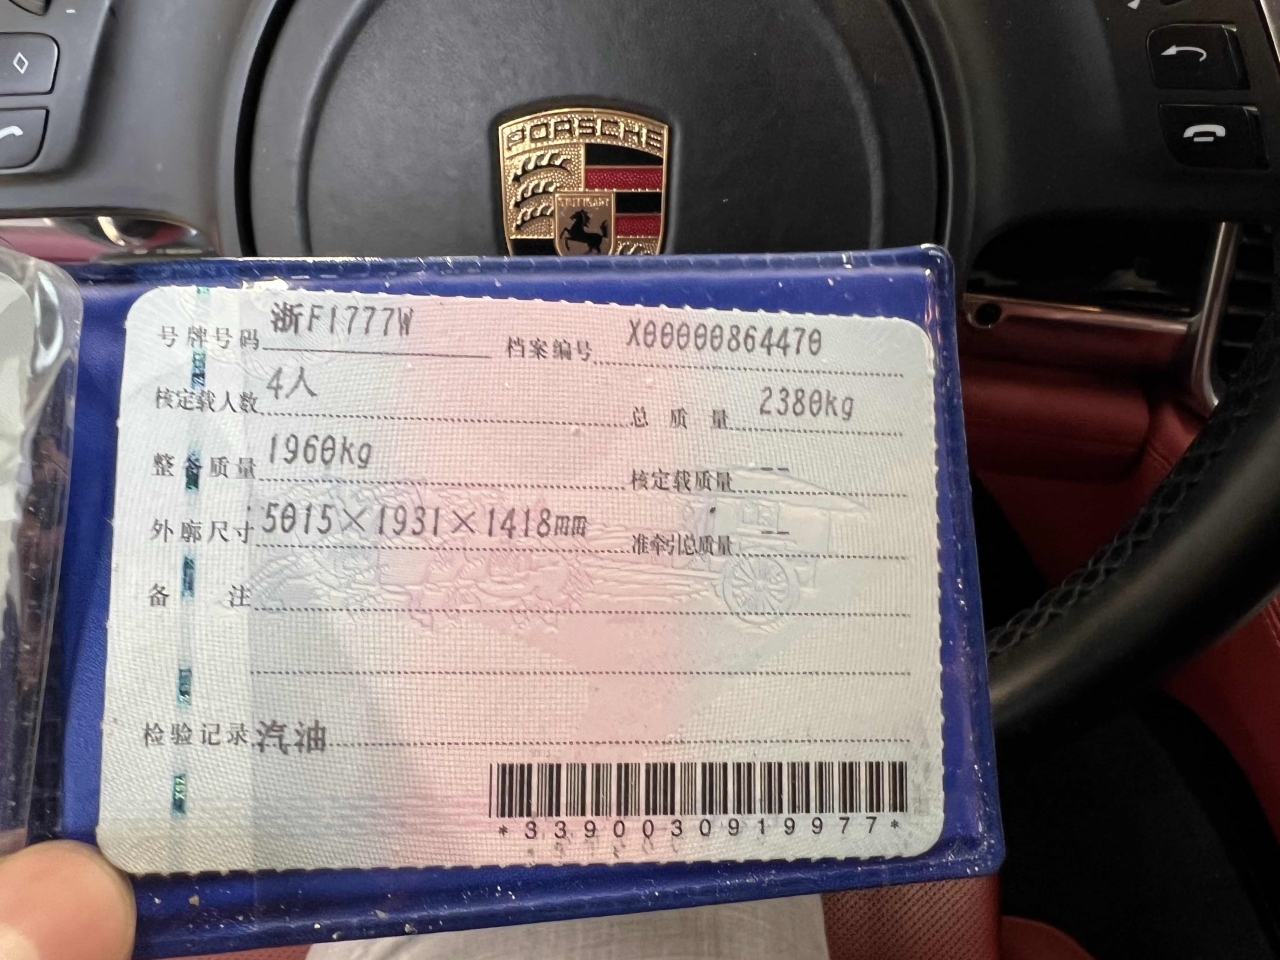 PORSCHE
STUTTGART
号牌号码 浙F1777W 档案编号 X00000864470
核定载人数 4人 总质量 2380kg
整备质量 1960kg 核定载质量 --
外廓尺寸 5015×1931×1418mm 准牵引总质量 --
备注
检验记录 汽油
*3390030919977*